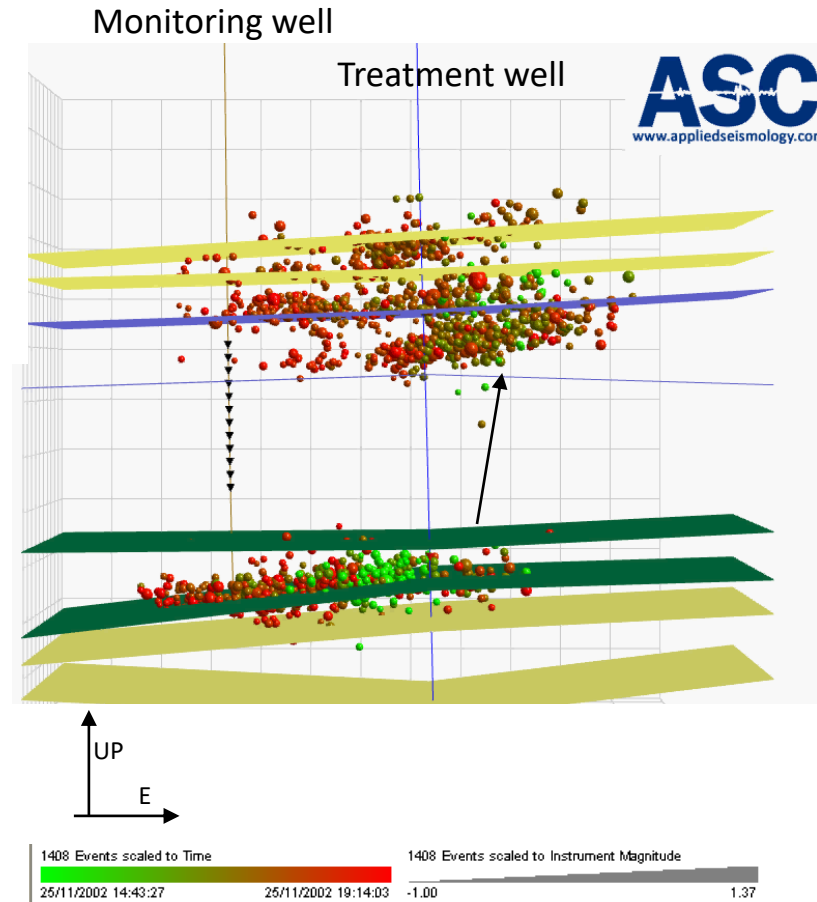 Monitoring well
Treatment well
ASC
www.appliedseismology.com
UP
E
1408 Events scaled to Time
25/11/2002 14:43:27
25/11/2002 19:14:03
1408 Events scaled to Instrument Magnitude
-1.00
1.37